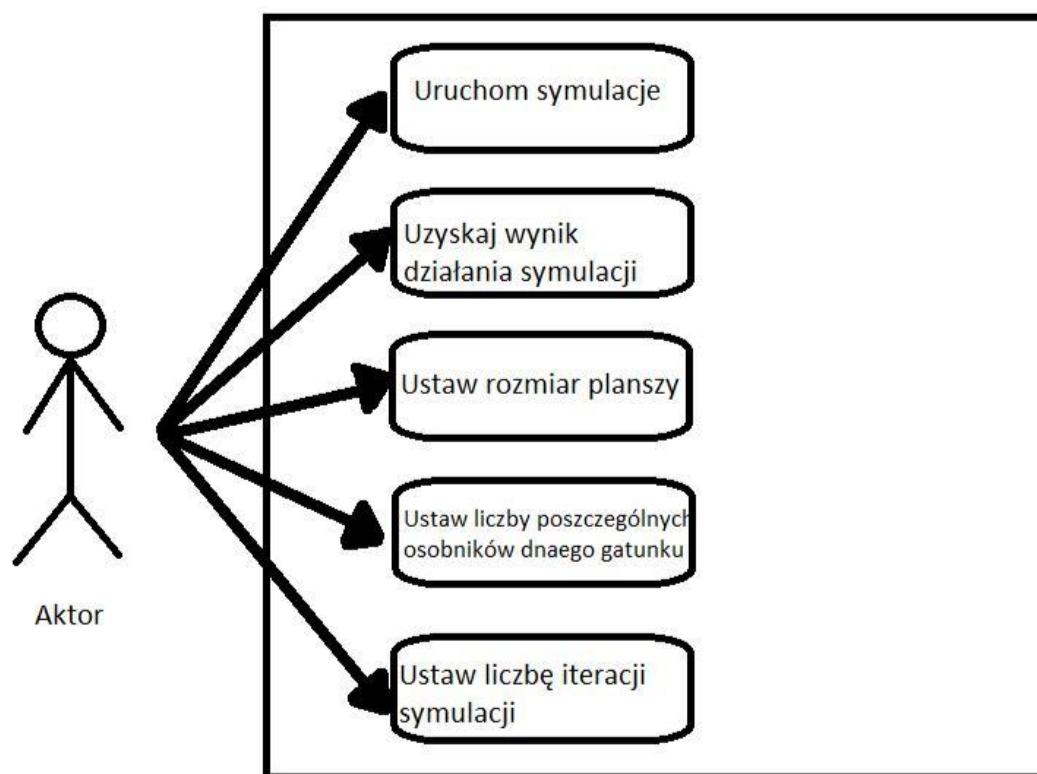 Uruchom symulacje
Uzyskaj wynik
działania symulacji
Ustaw rozmiar planszy
Ustaw liczby poszczególnych
osobników dnaego gatunku
Ustaw liczbę iteracji
symulacji
Aktor